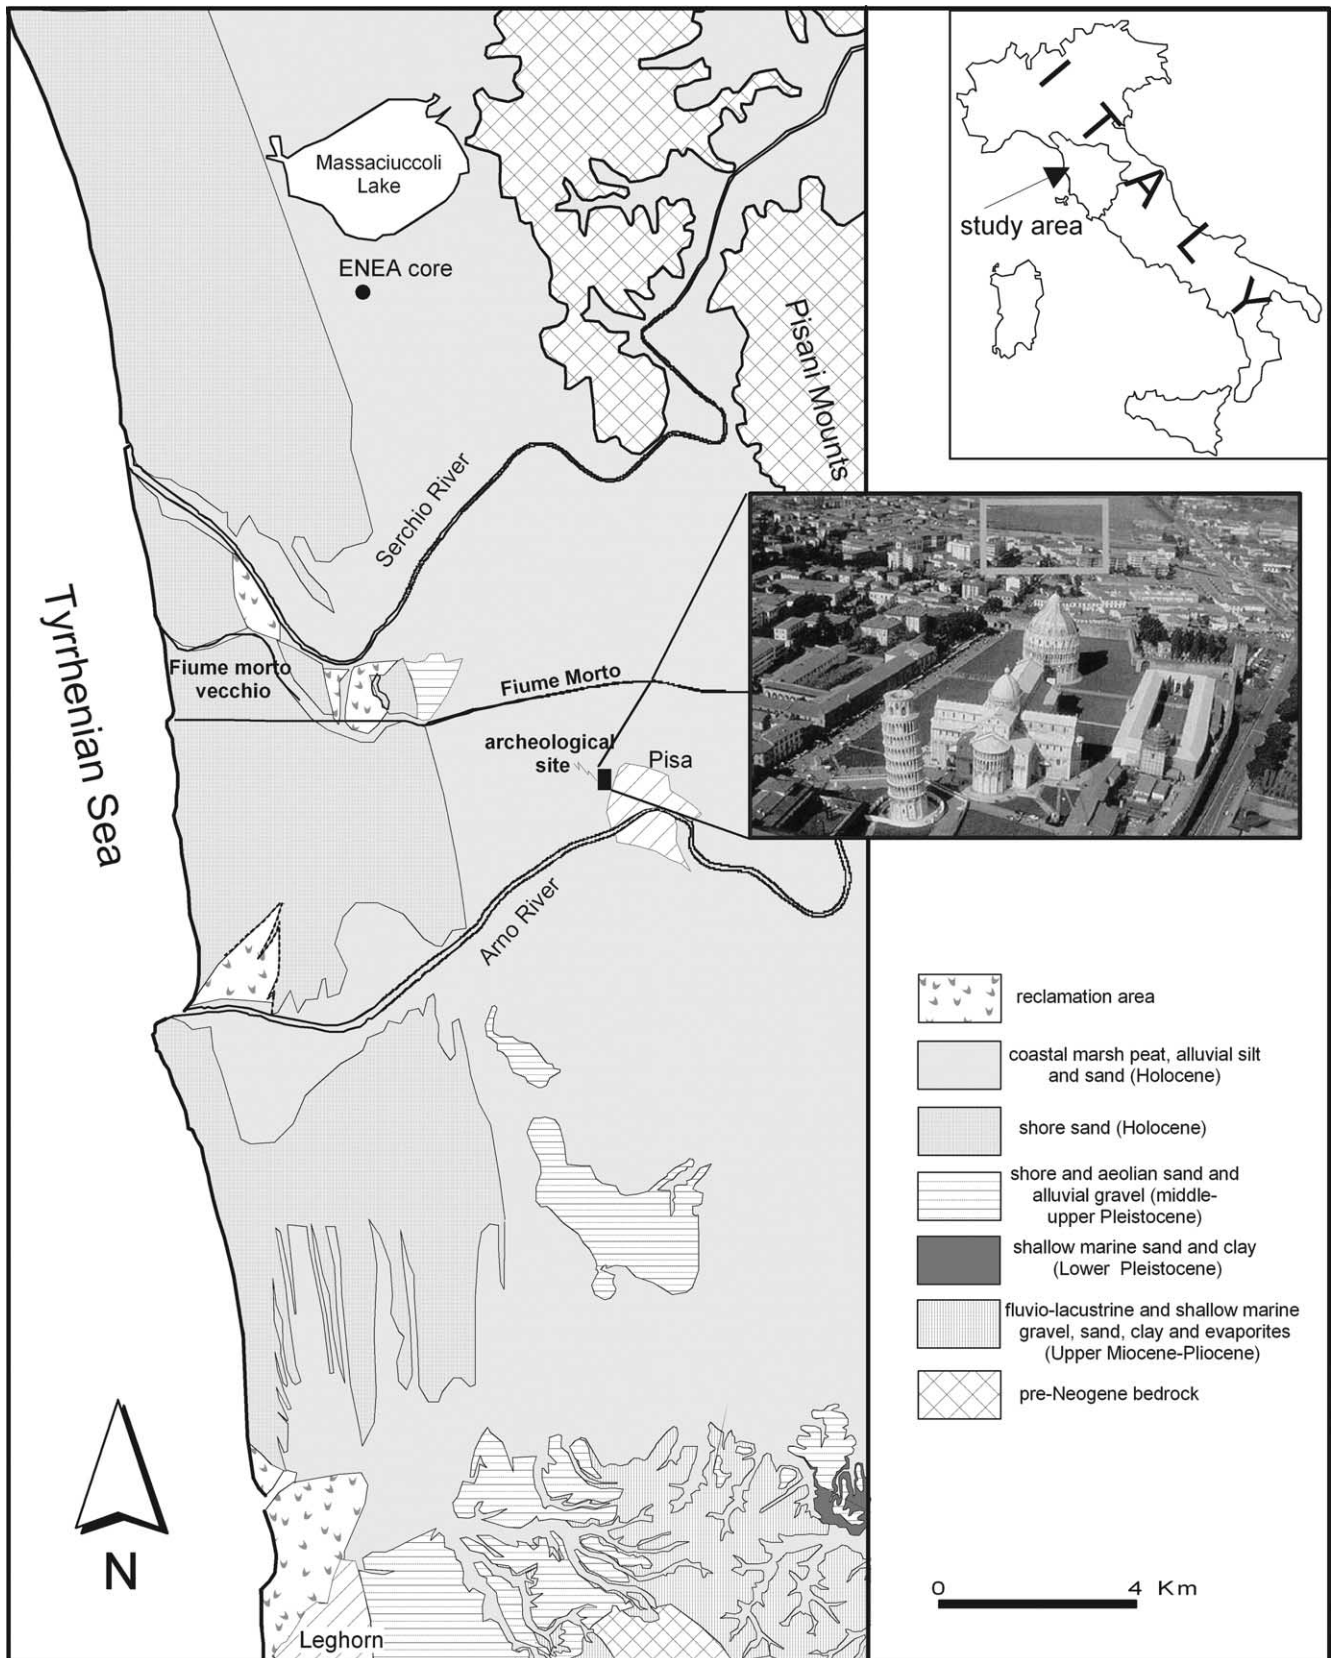 I
T
A
L
Y
study area
Massaciuccoli
Lake
ENEA core
Pisani Mounts
Serchio River
Tyrrhenian Sea
Fiume morto
vecchio
Fiume Morto
archeological
site
Pisa
Arno River
reclamation area
coastal marsh peat, alluvial silt
and sand (Holocene)
shore sand (Holocene)
shore and aeolian sand and
alluvial gravel (middle-
upper Pleistocene)
shallow marine sand and clay
(Lower Pleistocene)
fluvio-lacustrine and shallow marine
gravel, sand, clay and evaporites
(Upper Miocene-Pliocene)
pre-Neogene bedrock
N
0 4 Km
Leghorn